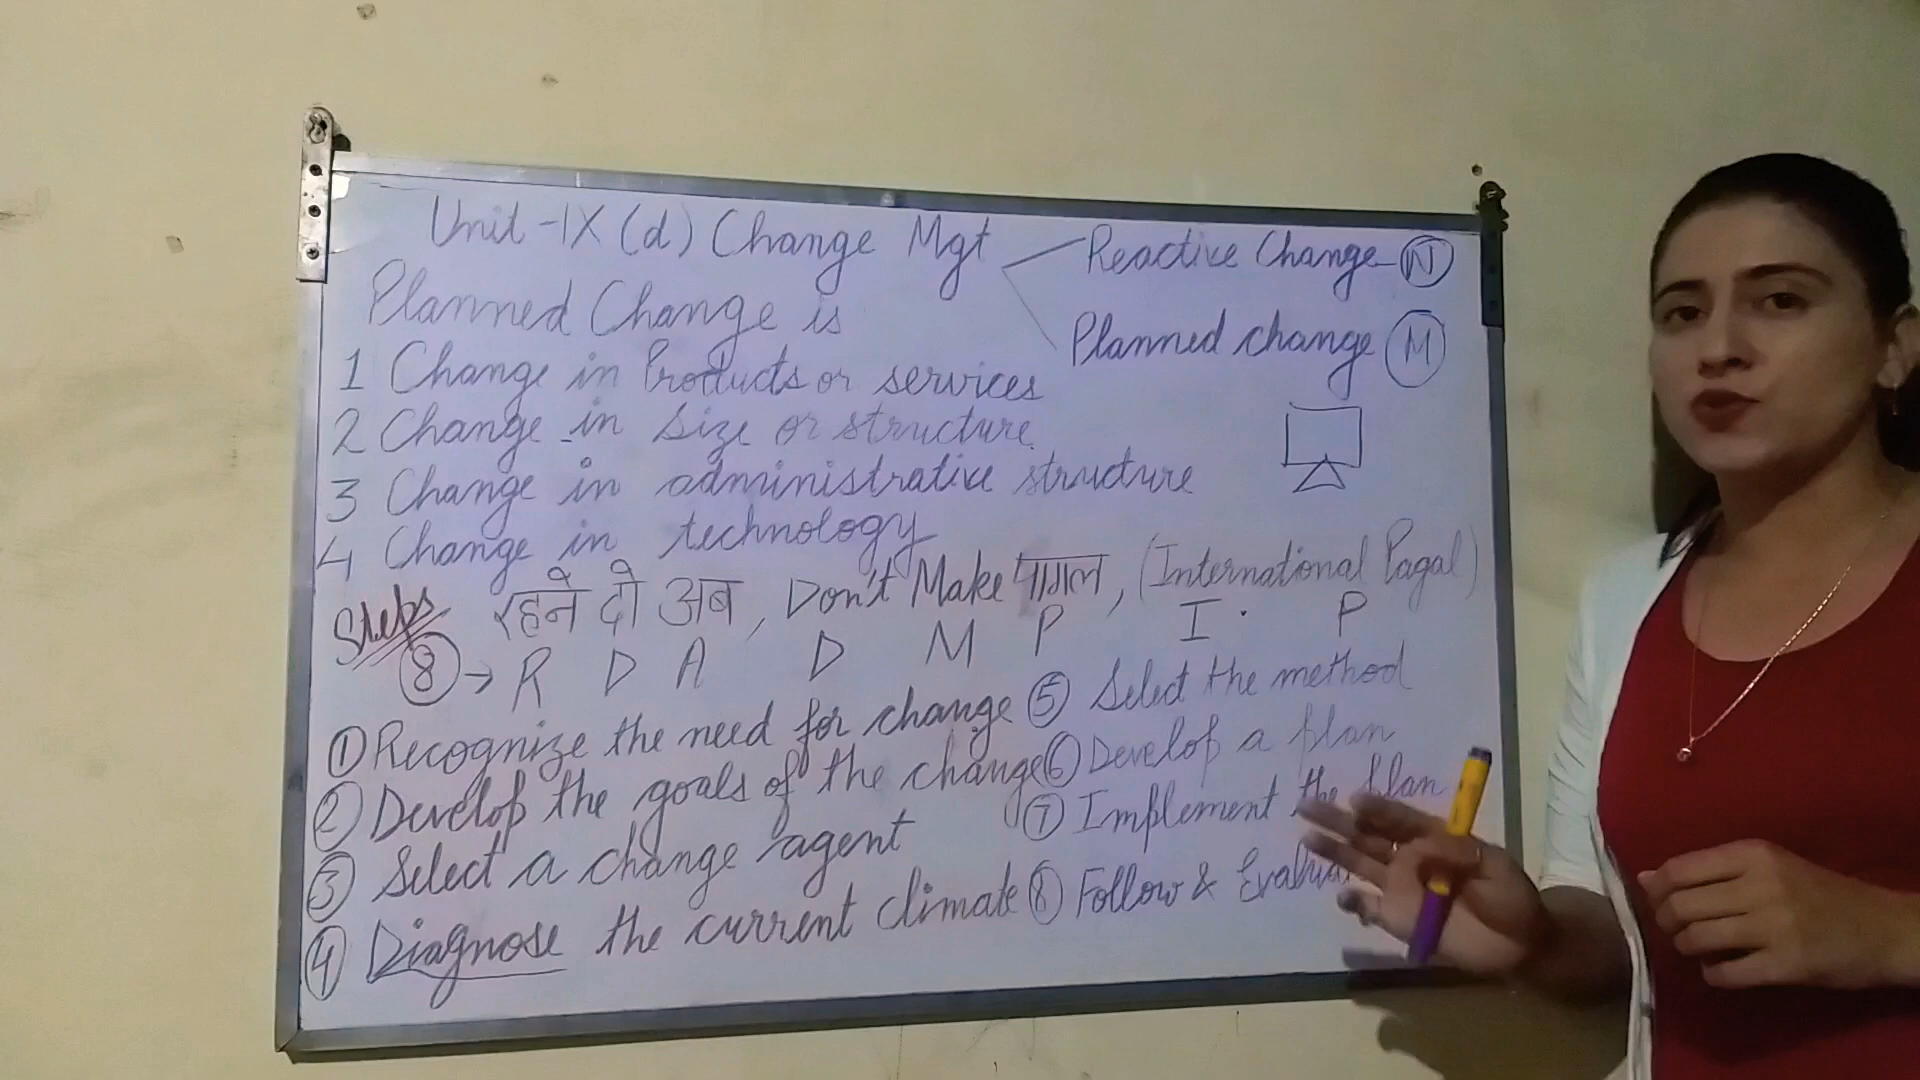 Unit-IX (d) Change Mgt
Reactive Change - N
Planned change M
Planned Change is
1 Change in Products or services
2 Change in size or structure
3 Change in administrative structure
4 Change in technology
Steps रहने दो अब, Don't Make पागल, (International Pagal)
8 → R D A D M P I . P
① Recognize the need for change
② Develop the goals of the change
③ Select a change agent
④ Diagnose the current climate
⑤ Select the method
⑥ Develop a plan
⑦ Implement the plan
⑧ Follow &